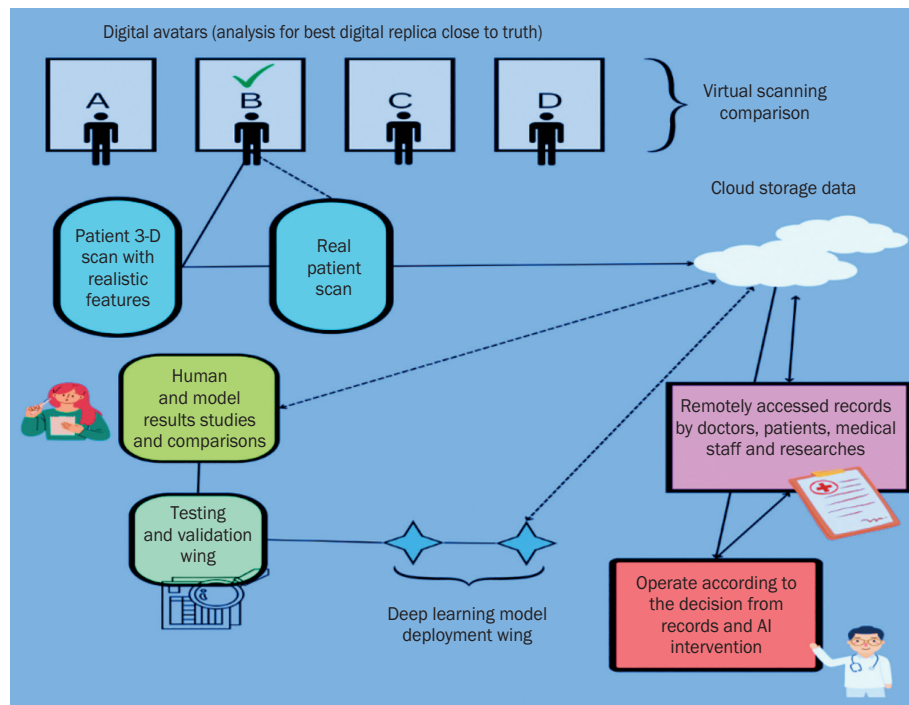 Digital avatars (analysis for best digital replica close to truth)
A
B
C
D
Virtual scanning
comparison
Cloud storage data
Patient 3-D
scan with
realistic
features
Real
patient
scan
Human
and model
results studies
and comparisons
Remotely accessed records
by doctors, patients, medical
staff and researches
Testing
and validation
wing
Deep learning model
deployment wing
Operate according to
the decision from
records and AI
intervention